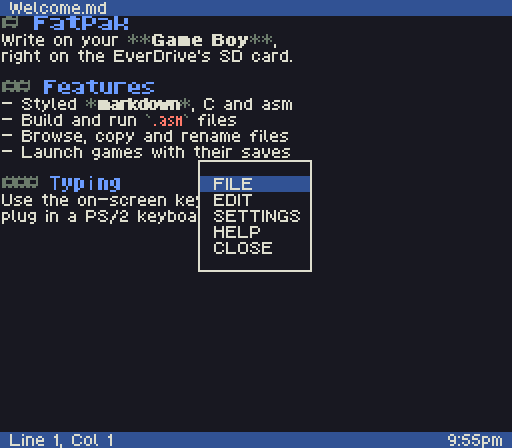 Welcome.md
# FatPak
Write on your **Game Boy**,
right on the EverDrive's SD card.
## Features
- Styled *markdown*, C and asm
- Build and run `.asm` files
- Browse, copy and rename files
- Launch games with their saves
### Typing
Use the on-screen key
plug in a PS/2 keyboa
FILE
EDIT
SETTINGS
HELP
CLOSE
Line 1, Col 1
9:55pm